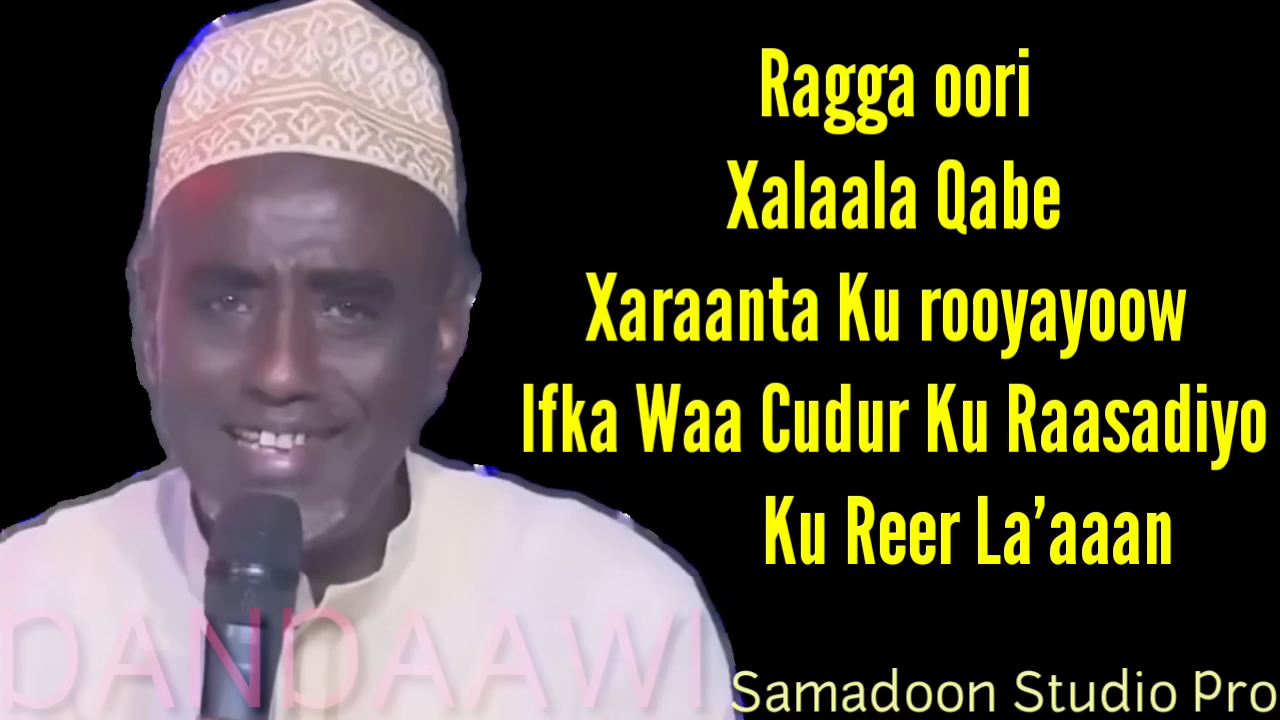 Ragga oori
Xalaala Qabe
Xaraanta Ku rooyayoow
Ifka Waa Cudur Ku Raasadiyo
Ku Reer La’aaan
DANDAAWI
Samadoon Studio Pro